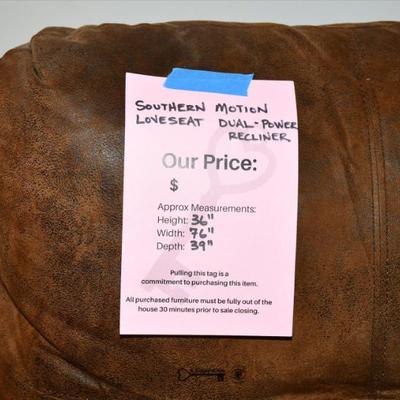 SOUTHERN MOTION
LOVESEAT DUAL-POWER
RECLINER
Our Price:
$
Approx Measurements:
Height: 36"
Width: 76"
Depth: 39"
Pulling this tag is a
commitment to purchasing this item.
All purchased furniture must be fully out of the
house 30 minutes prior to sale closing.